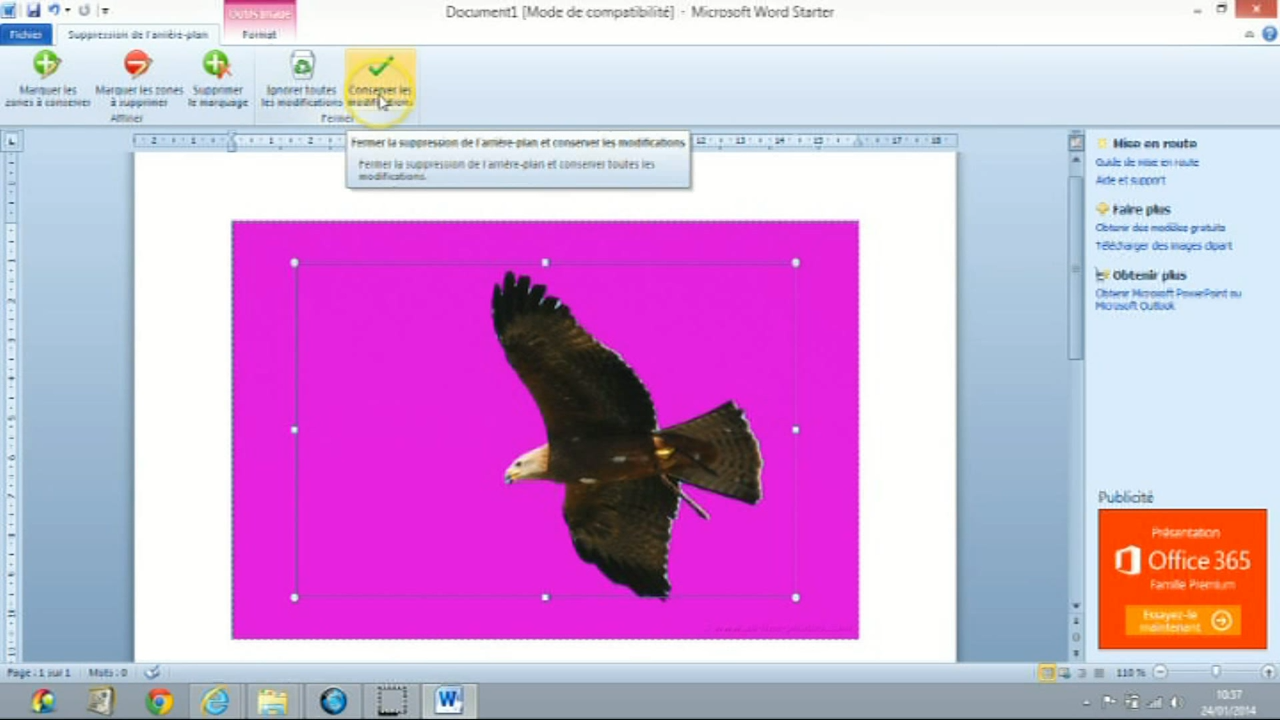 Document1 [Mode de compatibilité] - Microsoft Word Starter
Outils Image
Fichier
Suppression de l'arrière-plan
Format
Marquer les
zones à conserver
Marquer les zones
à supprimer
Supprimer
le marquage
Ignorer toutes
les modifications
Conserver les
modifications
Affiner
Fermer
Fermer la suppression de l'arrière-plan et conserver les modifications
Fermer la suppression de l'arrière-plan et conserver toutes les
modifications.
Mise en route
Guide de mise en route
Aide et support
Faire plus
Obtenir des modèles gratuits
Télécharger des images clipart
Obtenir plus
Obtenir Microsoft PowerPoint ou
Microsoft Outlook
Publicité
Présentation
Office 365
Famille Premium
Essayez-le
maintenant
Page : 1 sur 1
Mots : 0
110 %
10:37
24/01/2014